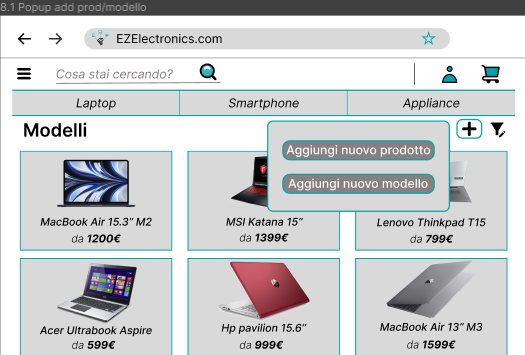 8.1 Popup add prod/modello
EZElectronics.com
Cosa stai cercando?
Laptop
Smartphone
Appliance
Modelli
Aggiungi nuovo prodotto
Aggiungi nuovo modello
MacBook Air 15.3” M2
da 1200€
MSI Katana 15”
da 1399€
Lenovo Thinkpad T15
da 799€
Acer Ultrabook Aspire
da 599€
Hp pavilion 15.6”
da 999€
MacBook Air 13” M3
da 1599€